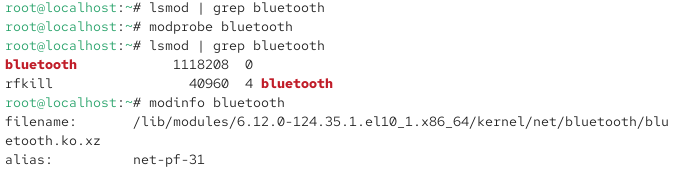 root@localhost:~# lsmod | grep bluetooth
root@localhost:~# modprobe bluetooth
root@localhost:~# lsmod | grep bluetooth
bluetooth            1118208  0
rfkill                 40960  4 bluetooth
root@localhost:~# modinfo bluetooth
filename:       /lib/modules/6.12.0-124.35.1.el10_1.x86_64/kernel/net/bluetooth/blu
etooth.ko.xz
alias:          net-pf-31